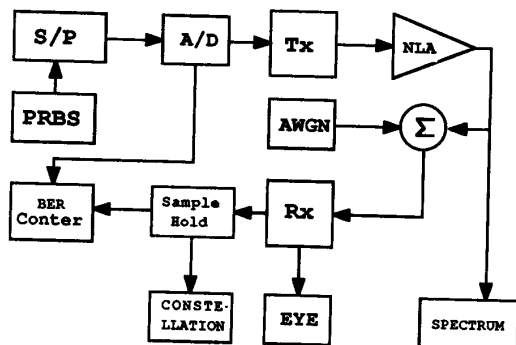 S/P
A/D
Tx
NLA
PRBS
AWGN
Σ
BER
Conter
Sample
Hold
Rx
CONSTE-
LLATION
EYE
SPECTRUM